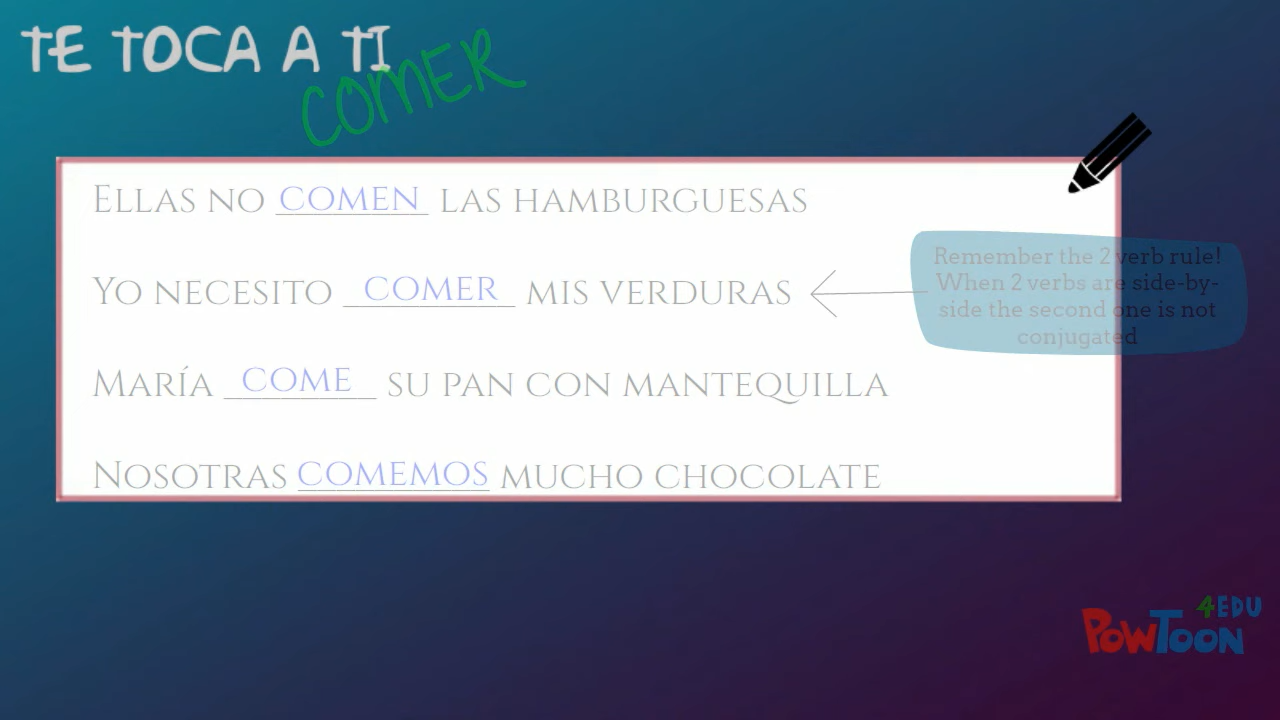 TE TOCA A TI
COMER
ELLAS NO COMEN LAS HAMBURGUESAS
YO NECESITO COMER MIS VERDURAS
Remember the 2 verb rule!
When 2 verbs are side-by-
side the second one is not
conjugated
MARÍA COME SU PAN CON MANTEQUILLA
NOSOTRAS COMEMOS MUCHO CHOCOLATE
4EDU
POWTOON